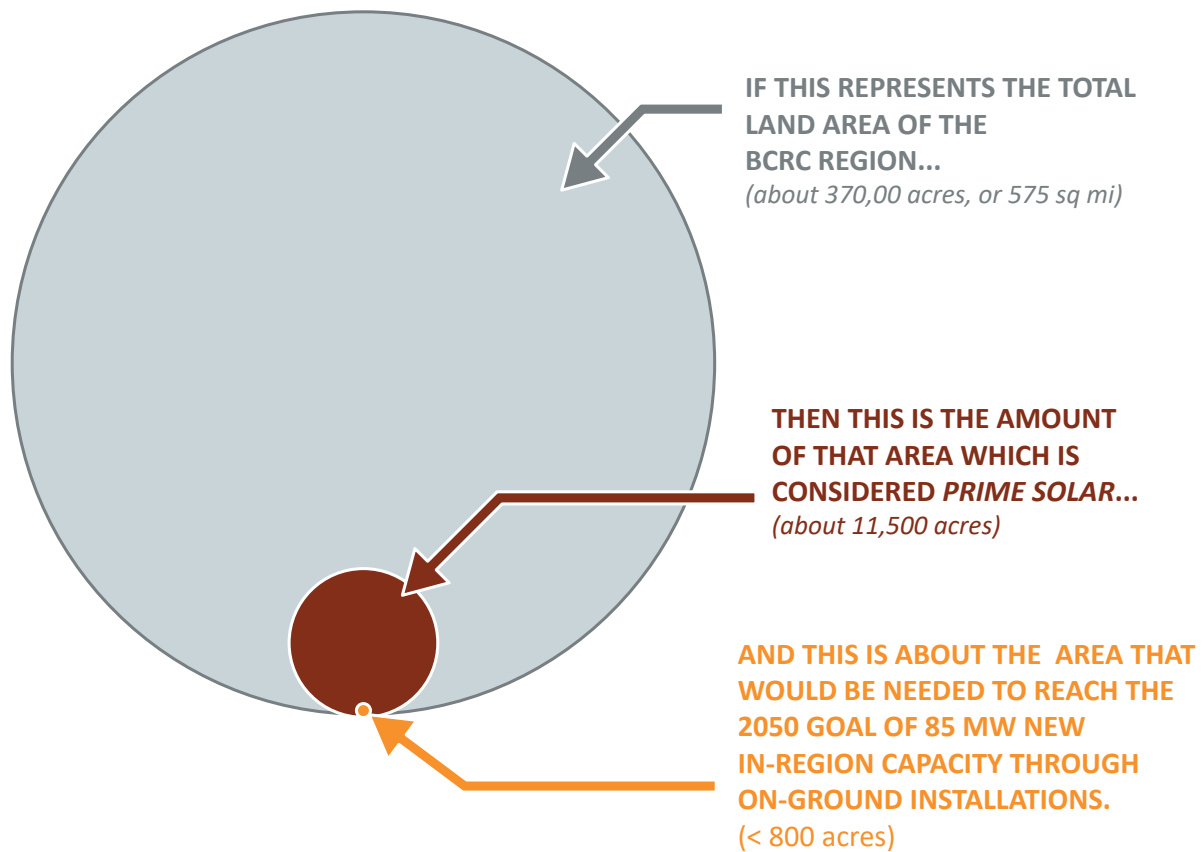 IF THIS REPRESENTS THE TOTAL
LAND AREA OF THE
BCRC REGION...
(about 370,00 acres, or 575 sq mi)
THEN THIS IS THE AMOUNT
OF THAT AREA WHICH IS
CONSIDERED PRIME SOLAR...
(about 11,500 acres)
AND THIS IS ABOUT THE  AREA THAT
WOULD BE NEEDED TO REACH THE
2050 GOAL OF 85 MW NEW
IN-REGION CAPACITY THROUGH
ON-GROUND INSTALLATIONS.
(< 800 acres)